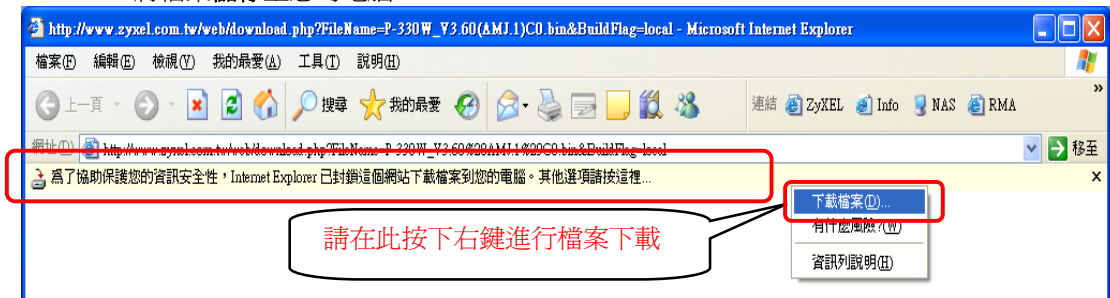 http://www.zyxel.com.tw/web/download.php?FileName=P-330W_V3.60(AMJ.1)C0.bin&BuildFlag=local - Microsoft Internet Explorer
檔案(F) 編輯(E) 檢視(V) 我的最愛(A) 工具(T) 說明(H)
上一頁 搜尋 我的最愛 連結 ZyXEL Info NAS RMA »
網址(D) http://www.zyxel.com.tw/web/download.php?FileName=P-330W_V3.60%28AMJ.1%29C0.bin&BuildFlag=local 移至
為了協助保護您的資訊安全性，Internet Explorer 已封鎖這個網站下載檔案到您的電腦。其他選項請按這裡...
下載檔案(D)...
有什麼風險?(W)
請在此按下右鍵進行檔案下載
資訊列說明(H)